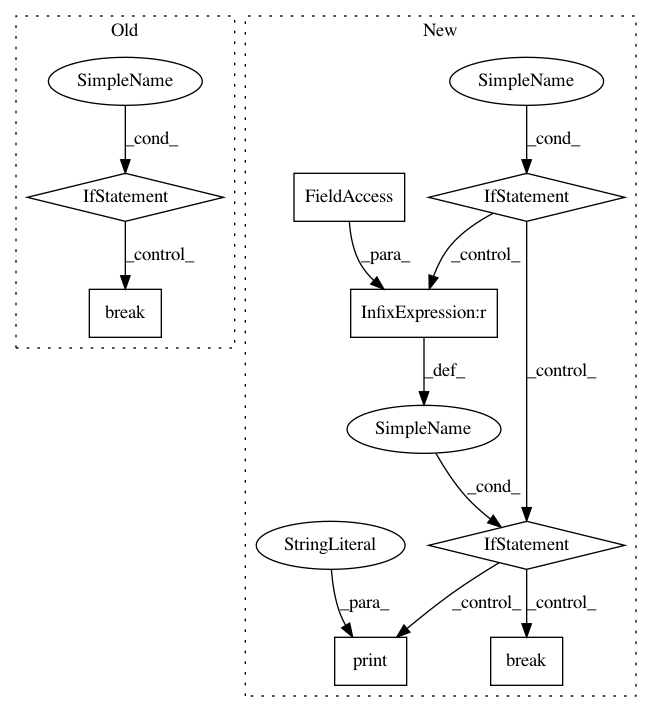 Old
New
SimpleName
SimpleName
_cond_
_cond_
IfStatement
FieldAccess
IfStatement
_control_
_para_
_control_
break
InfixExpression:r
_def_
_control_
SimpleName
_cond_
StringLiteral
IfStatement
_para_
_control_
_control_
print
break